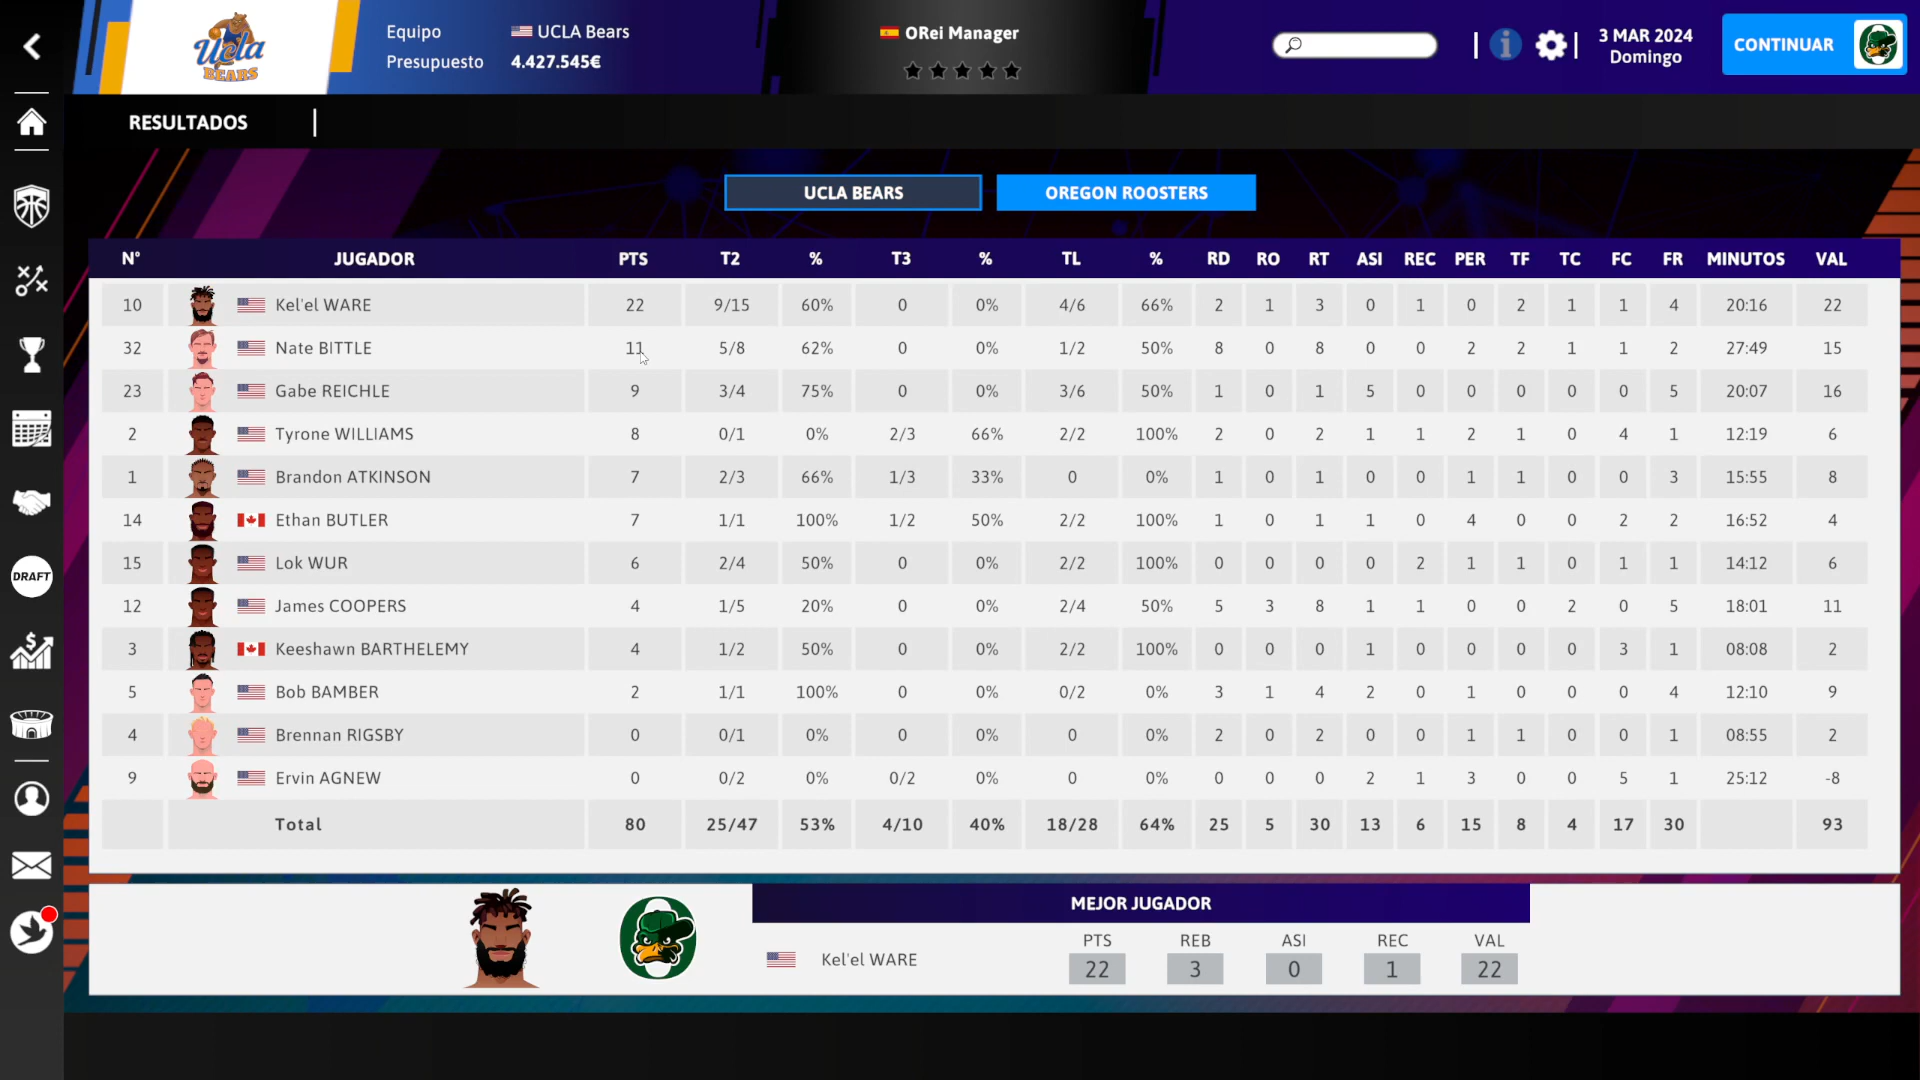 Ucla
BEARS
Equipo UCLA Bears
Presupuesto 4.427.545€
ORei Manager
3 MAR 2024
Domingo
CONTINUAR
RESULTADOS
UCLA BEARS OREGON ROOSTERS
N° JUGADOR PTS T2 % T3 % TL % RD RO RT ASI REC PER TF TC FC FR MINUTOS VAL
10 Kel'el WARE 22 9/15 60% 0 0% 4/6 66% 2 1 3 0 1 0 2 1 1 4 20:16 22
32 Nate BITTLE 11 5/8 62% 0 0% 1/2 50% 8 0 8 0 0 2 2 1 1 2 27:49 15
23 Gabe REICHLE 9 3/4 75% 0 0% 3/6 50% 1 0 1 5 0 0 0 0 0 5 20:07 16
2 Tyrone WILLIAMS 8 0/1 0% 2/3 66% 2/2 100% 2 0 2 1 1 2 1 0 4 1 12:19 6
1 Brandon ATKINSON 7 2/3 66% 1/3 33% 0 0% 1 0 1 0 0 1 1 0 0 3 15:55 8
14 Ethan BUTLER 7 1/1 100% 1/2 50% 2/2 100% 1 0 1 1 0 4 0 0 2 2 16:52 4
15 Lok WUR 6 2/4 50% 0 0% 2/2 100% 0 0 0 0 2 1 1 0 1 1 14:12 6
12 James COOPERS 4 1/5 20% 0 0% 2/4 50% 5 3 8 1 1 0 0 2 0 5 18:01 11
3 Keeshawn BARTHELEMY 4 1/2 50% 0 0% 2/2 100% 0 0 0 1 0 0 0 0 3 1 08:08 2
5 Bob BAMBER 2 1/1 100% 0 0% 0/2 0% 3 1 4 2 0 1 0 0 0 4 12:10 9
4 Brennan RIGSBY 0 0/1 0% 0 0% 0 0% 2 0 2 0 0 1 1 0 0 1 08:55 2
9 Ervin AGNEW 0 0/2 0% 0/2 0% 0 0% 0 0 0 2 1 3 0 0 5 1 25:12 -8
Total 80 25/47 53% 4/10 40% 18/28 64% 25 5 30 13 6 15 8 4 17 30 93
DRAFT
MEJOR JUGADOR
PTS REB ASI REC VAL
Kel'el WARE 22 3 0 1 22